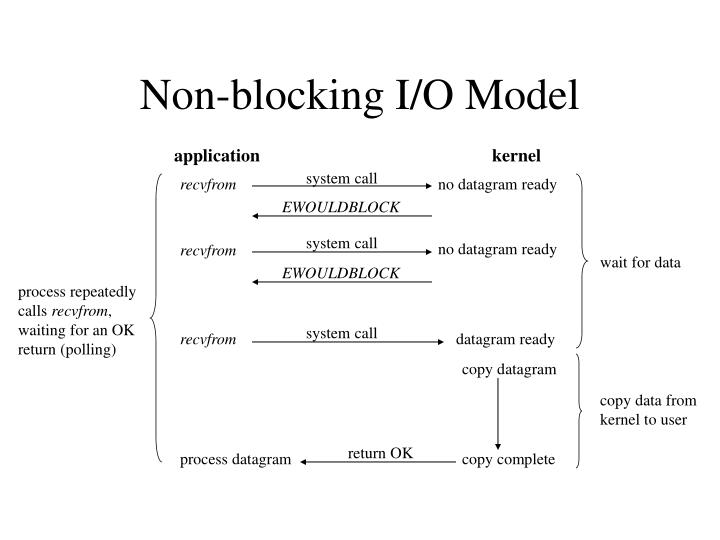 Non-blocking I/O Model
application kernel
recvfrom system call no datagram ready
EWOULDBLOCK
recvfrom system call no datagram ready
EWOULDBLOCK
wait for data
process repeatedly
calls recvfrom,
waiting for an OK
return (polling)
recvfrom system call datagram ready
copy datagram
copy data from
kernel to user
process datagram return OK copy complete